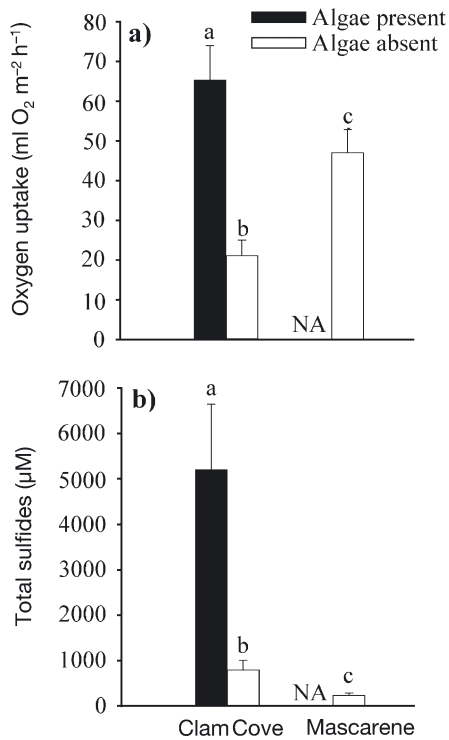 Algae present
Algae absent
a)
Oxygen uptake (ml O₂ m⁻² h⁻¹)
80
70
60
50
40
30
20
10
0
a
b
NA
c
b)
Total sulfides (µM)
7000
6000
5000
4000
3000
2000
1000
0
a
b
NA
c
Clam Cove
Mascarene